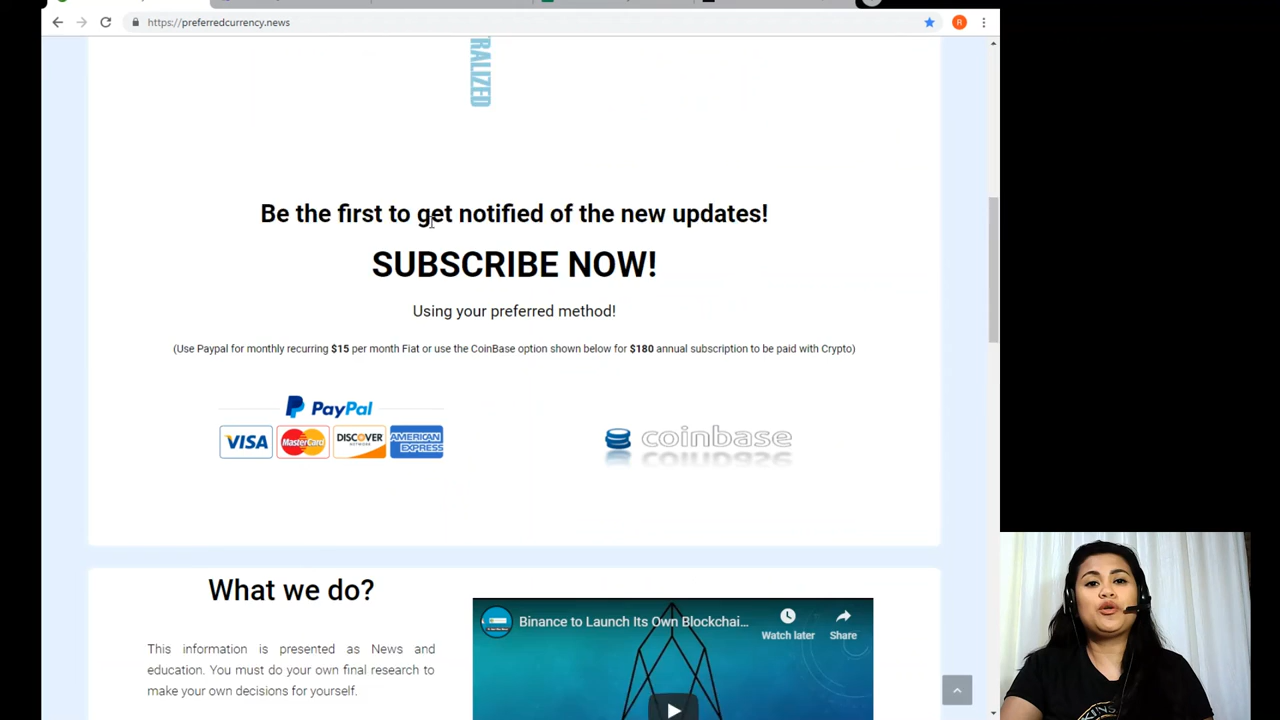 https://preferredcurrency.news
R
RALIZED
Be the first to get notified of the new updates!
SUBSCRIBE NOW!
Using your preferred method!
(Use Paypal for monthly recurring $15 per month Fiat or use the CoinBase option shown below for $180 annual subscription to be paid with Crypto)
PayPal
VISA MasterCard DISCOVER NETWORK AMERICAN EXPRESS
coinbase
What we do?
This information is presented as News and
education. You must do your own final research to
make your own decisions for yourself.
Binance to Launch Its Own Blockchai...
Watch later
Share